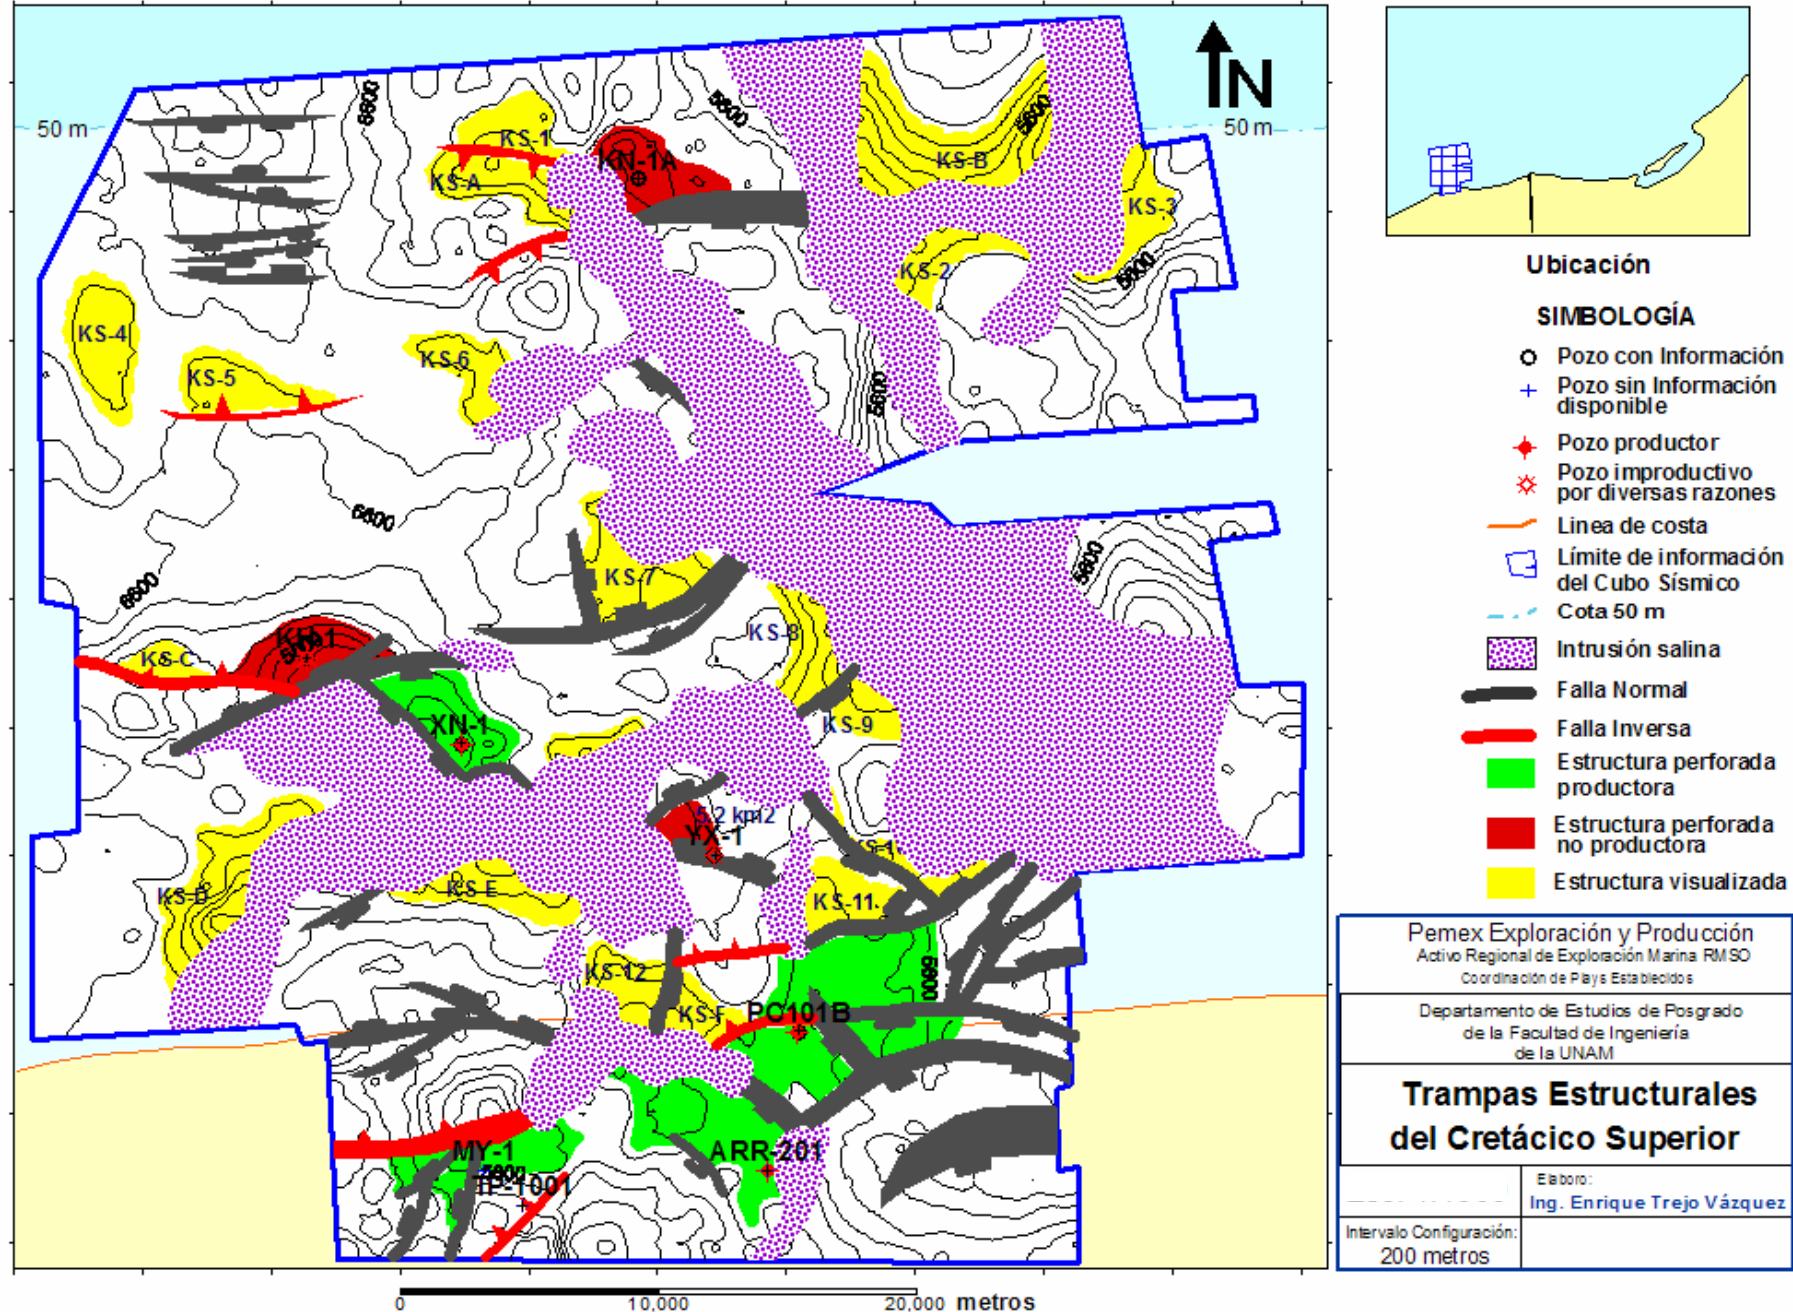 N
50 m
50 m
6600
5600
5600
KS-1
KN-1A
KS-A
KS-B
KS-3
KS-2
5600
KS-4
KS-6
KS-5
5600
6600
6600
5600
KS-7
KS-8
KS-C
XN-1
KS-9
5.2 km2
YX-1
KS-D
KS-E
KS-11.
6600
KS-12
KS-F
PO101B
MY-1
ARR-201
TP-1001
0
10,000
20,000 metros
Ubicación
SIMBOLOGÍA
Pozo con Información
Pozo sin Información
disponible
Pozo productor
Pozo improductivo
por diversas razones
Linea de costa
Límite de información
del Cubo Sísmico
Cota 50 m
Intrusión salina
Falla Normal
Falla Inversa
Estructura perforada
productora
Estructura perforada
no productora
Estructura visualizada
Pemex Exploración y Producción
Activo Regional de Exploración Marina RMSO
Coordinación de Plays Establecidos
Departamento de Estudios de Posgrado
de la Facultad de Ingeniería
de la UNAM
Trampas Estructurales
del Cretácico Superior
Elaboro:
Ing. Enrique Trejo Vázquez
Intervalo Configuración:
200 metros